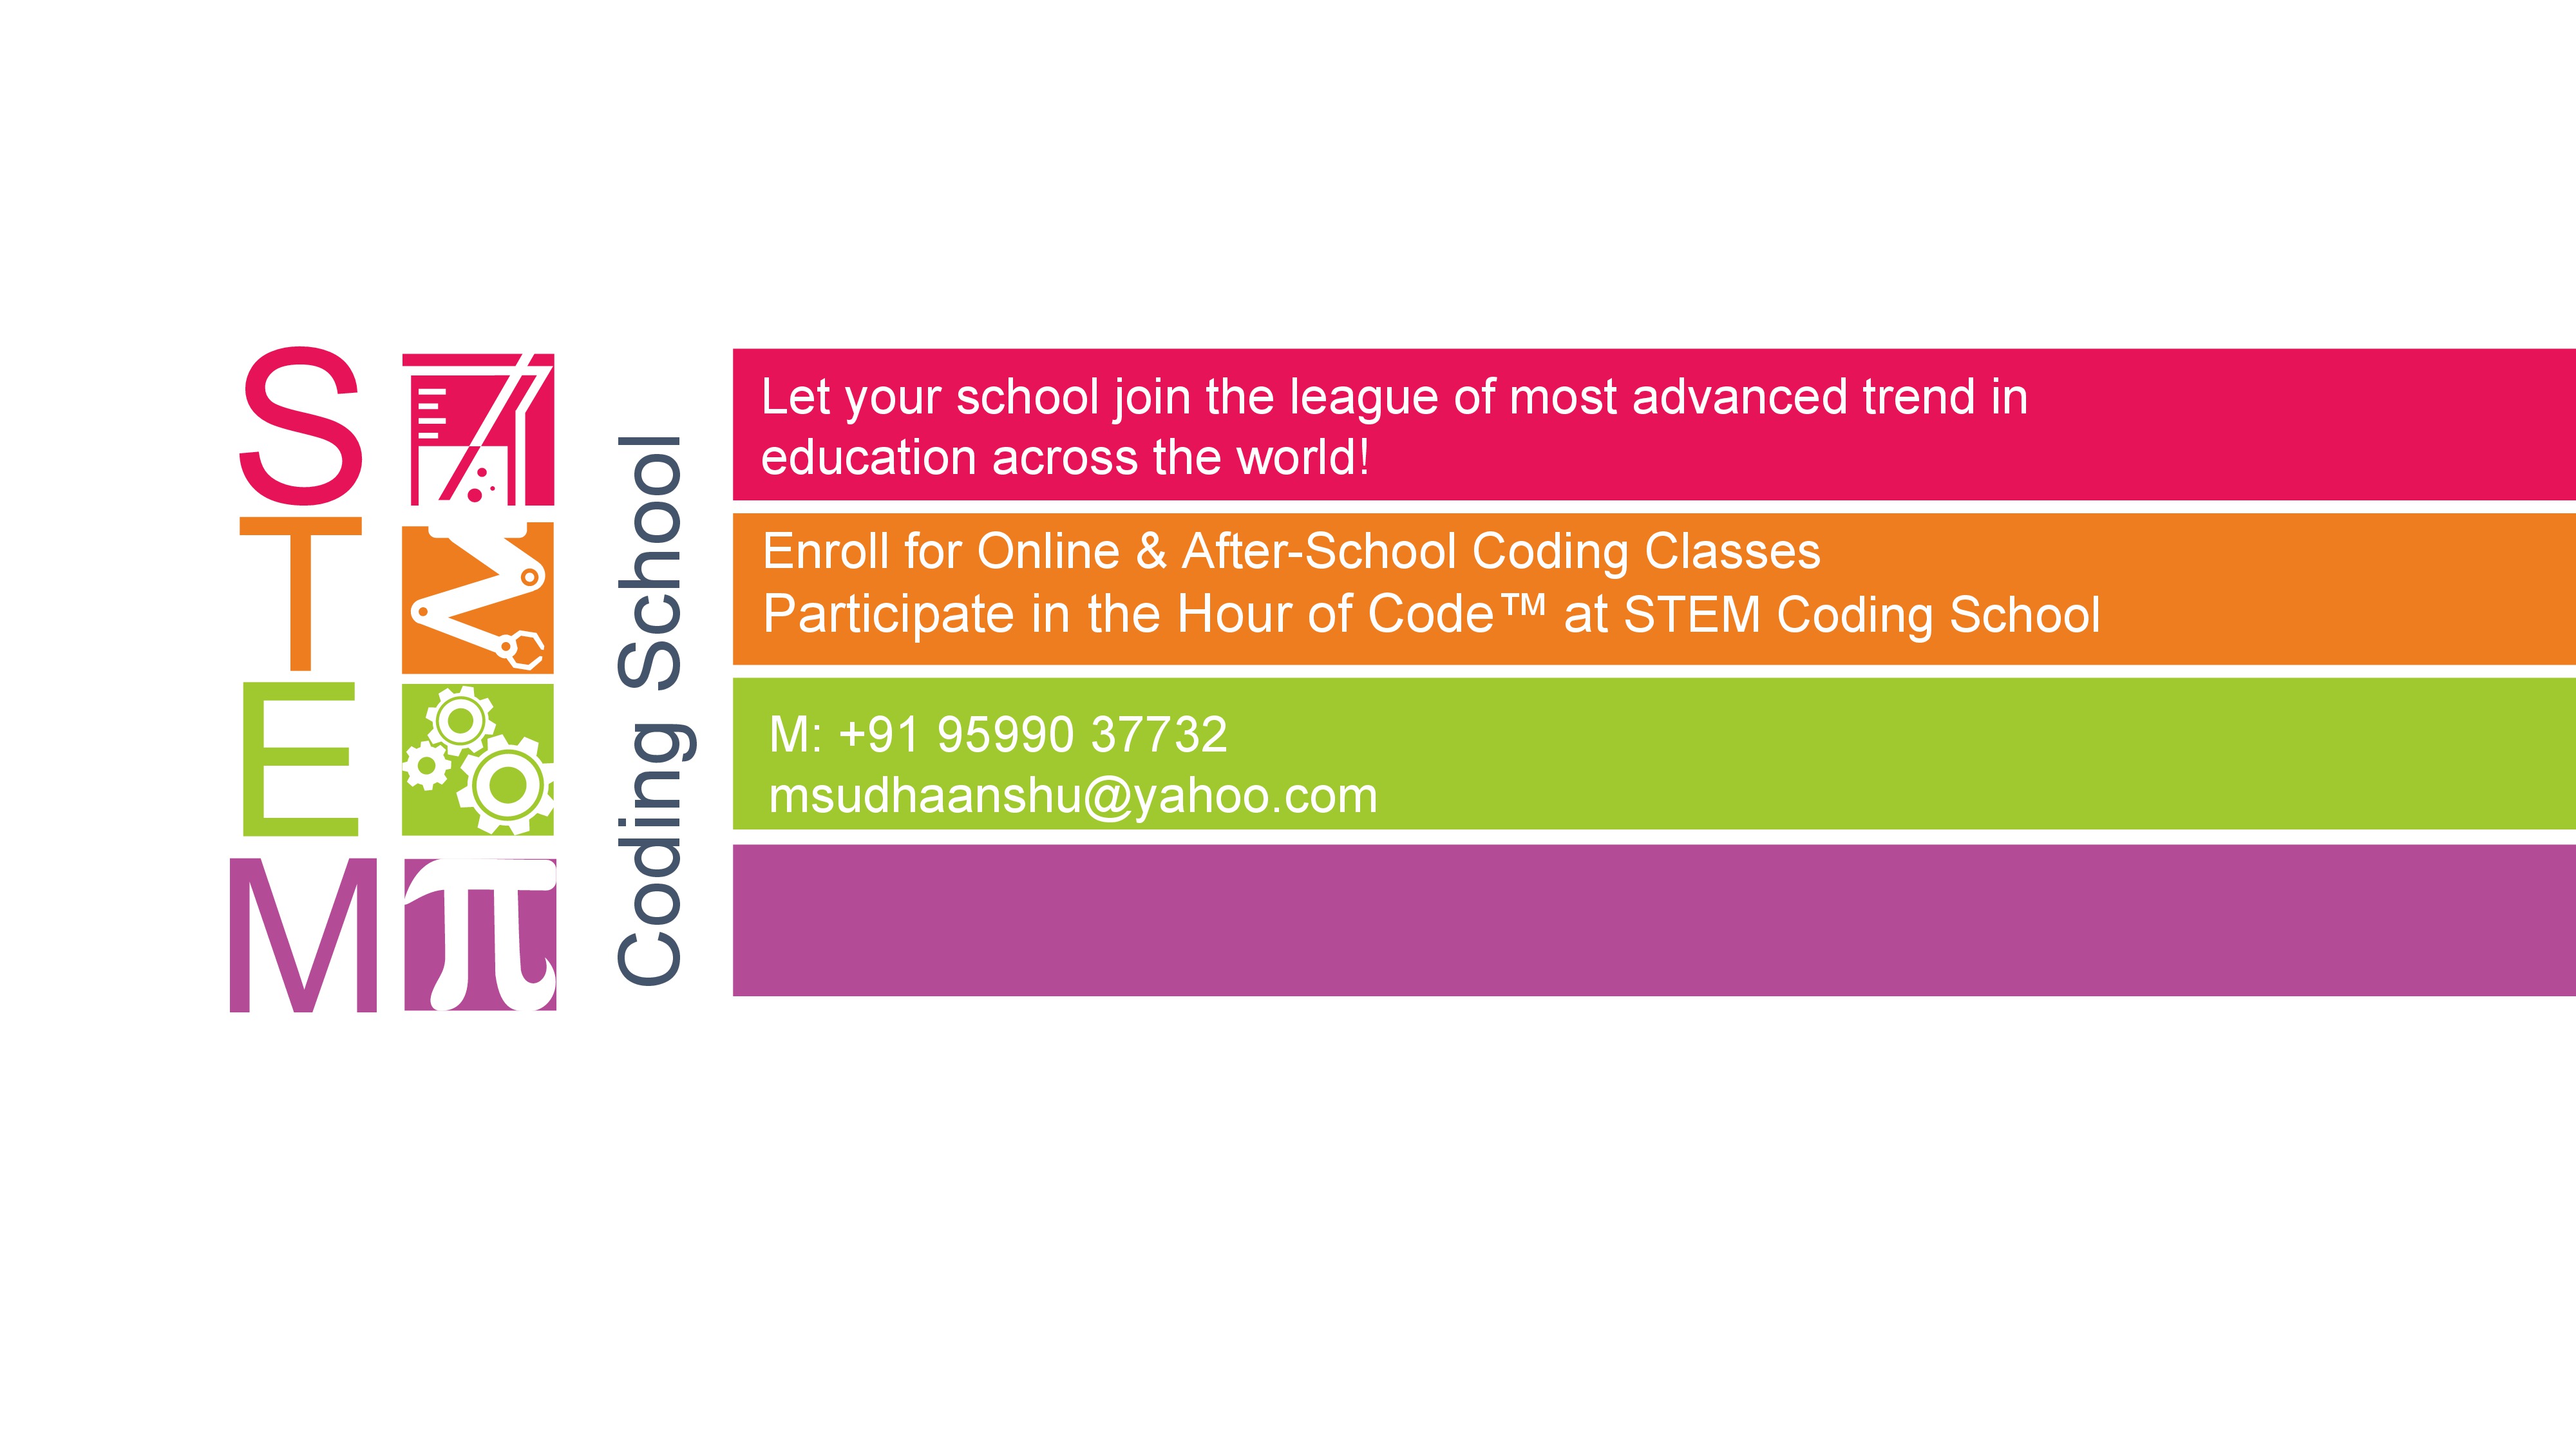 S
T
E
M
Coding School
Let your school join the league of most advanced trend in
education across the world!
Enroll for Online & After-School Coding Classes
Participate in the Hour of Code™ at STEM Coding School
M: +91 95990 37732
msudhaanshu@yahoo.com
π